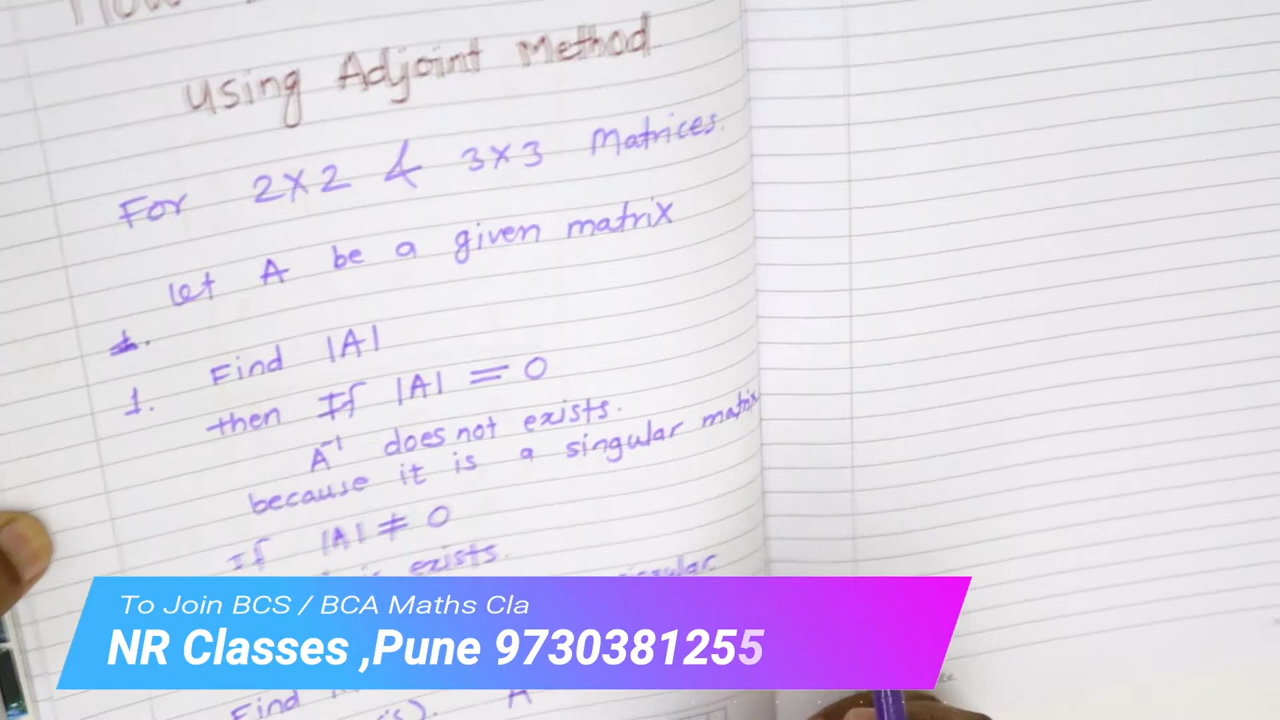 How
Using Adjoint Method
For 2×2 & 3×3 Matrices.
let A be a given matrix
1. Find |A|
then If |A| = 0
A⁻¹ does not exists.
because it is a singular matrix
If |A| ≠ 0
exists.
To Join BCS / BCA Maths Cla
NR Classes ,Pune 9730381255
Find
A